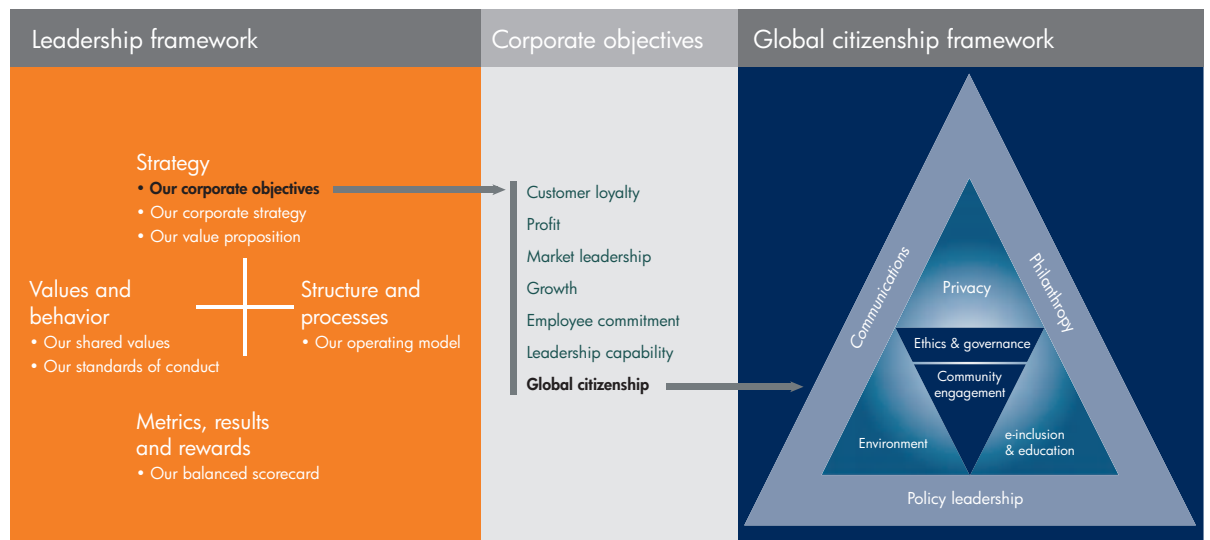 Leadership framework
Corporate objectives
Global citizenship framework
Strategy
• Our corporate objectives
• Our corporate strategy
• Our value proposition
Values and
behavior
• Our shared values
• Our standards of conduct
Structure and
processes
• Our operating model
Metrics, results
and rewards
• Our balanced scorecard
Customer loyalty
Profit
Market leadership
Growth
Employee commitment
Leadership capability
Global citizenship
Communications
Philanthropy
Privacy
Ethics & governance
Community
engagement
Environment
e-inclusion
& education
Policy leadership